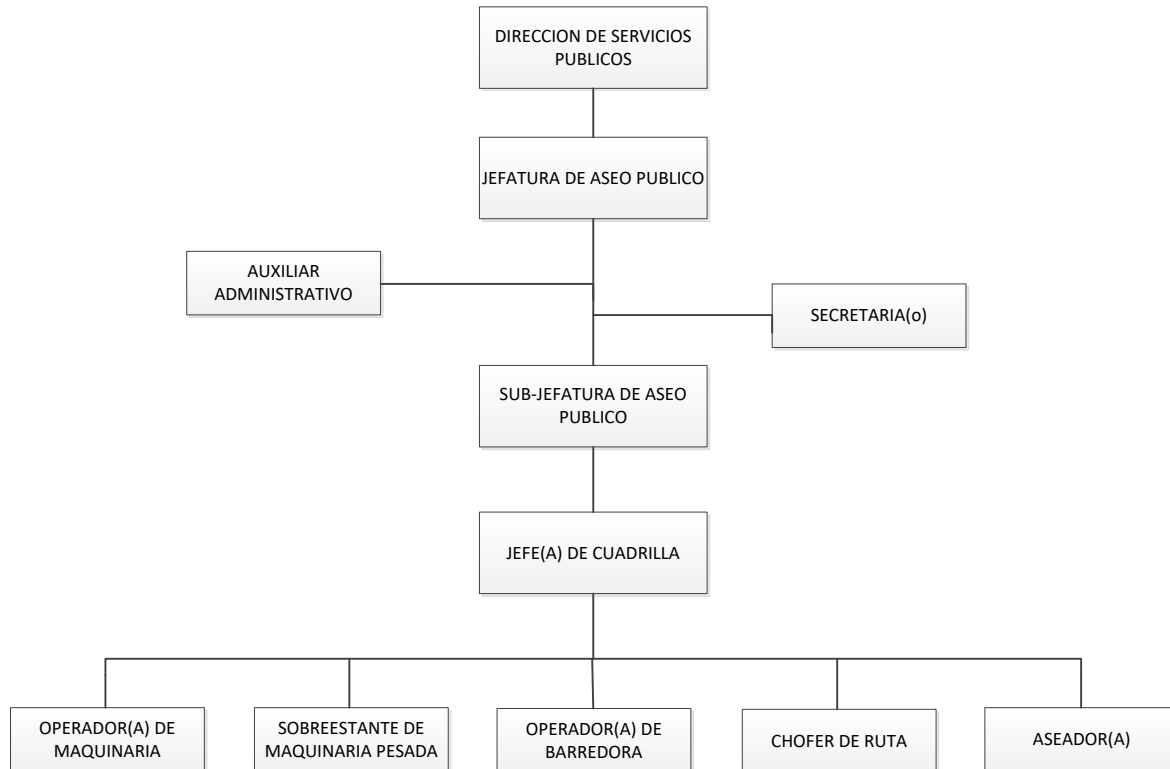 DIRECCION DE SERVICIOS
PUBLICOS
JEFATURA DE ASEO PUBLICO
AUXILIAR
ADMINISTRATIVO
SECRETARIA(o)
SUB-JEFATURA DE ASEO
PUBLICO
JEFE(A) DE CUADRILLA
OPERADOR(A) DE
MAQUINARIA
SOBREESTANTE DE
MAQUINARIA PESADA
OPERADOR(A) DE
BARREDORA
CHOFER DE RUTA
ASEADOR(A)